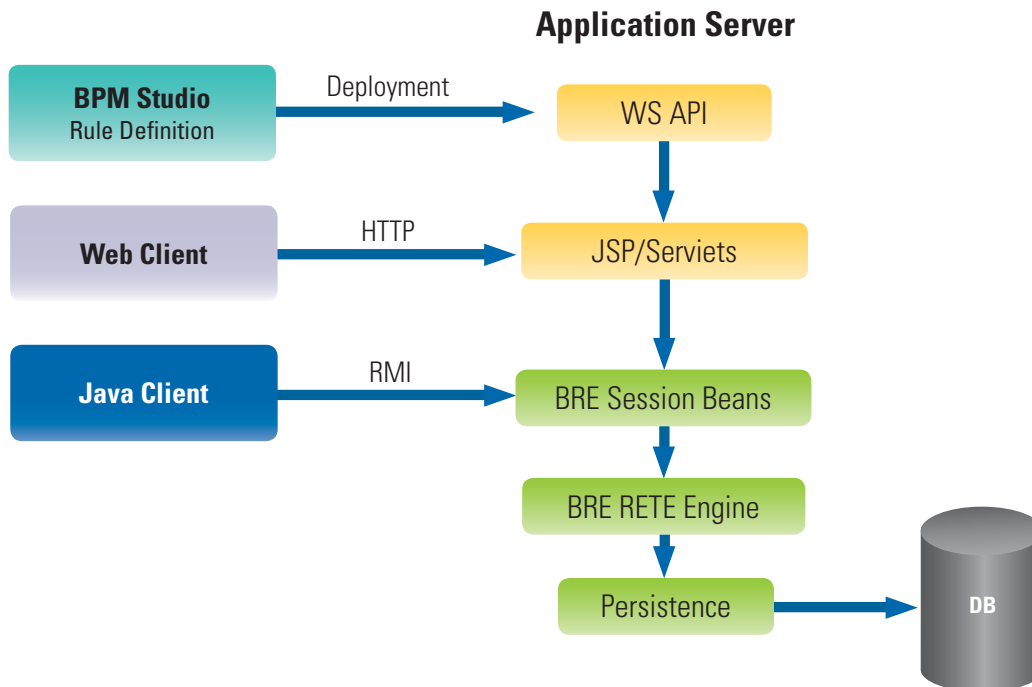 Application Server
BPM Studio
Rule Definition
Deployment
WS API
Web Client
HTTP
JSP/Serviets
Java Client
RMI
BRE Session Beans
BRE RETE Engine
Persistence
DB